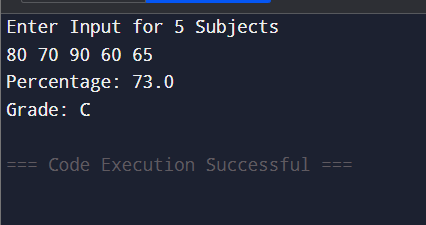 Enter Input for 5 Subjects
80 70 90 60 65
Percentage: 73.0
Grade: C
=== Code Execution Successful ===